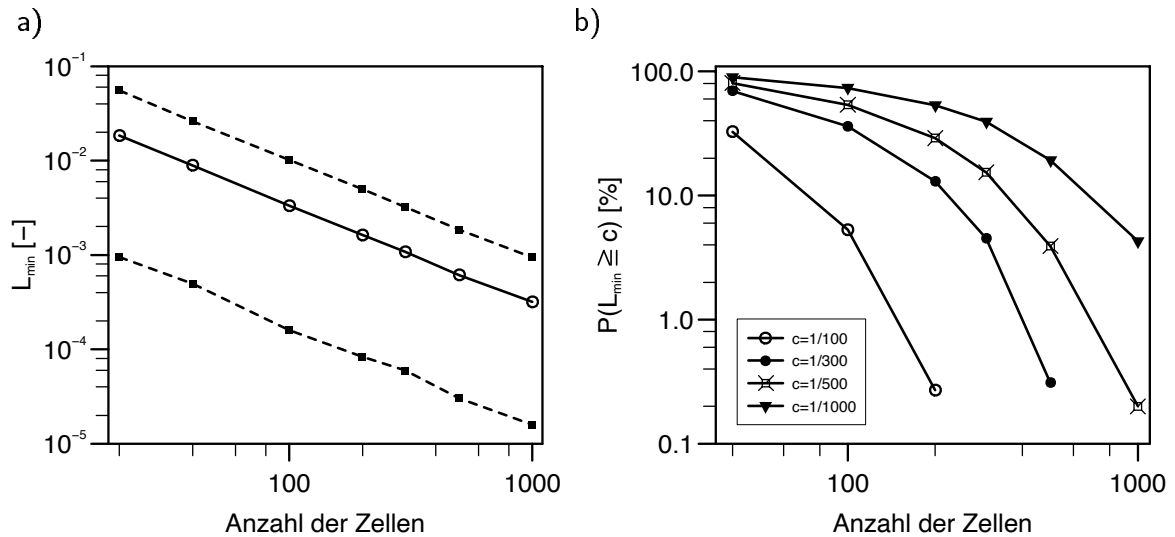 a)
10⁻¹
10⁻²
10⁻³
10⁻⁴
10⁻⁵
L_min [−]
100
1000
Anzahl der Zellen
b)
100.0
10.0
1.0
0.1
P(L_min ≧ c) [%]
c=1/100
c=1/300
c=1/500
c=1/1000
100
1000
Anzahl der Zellen